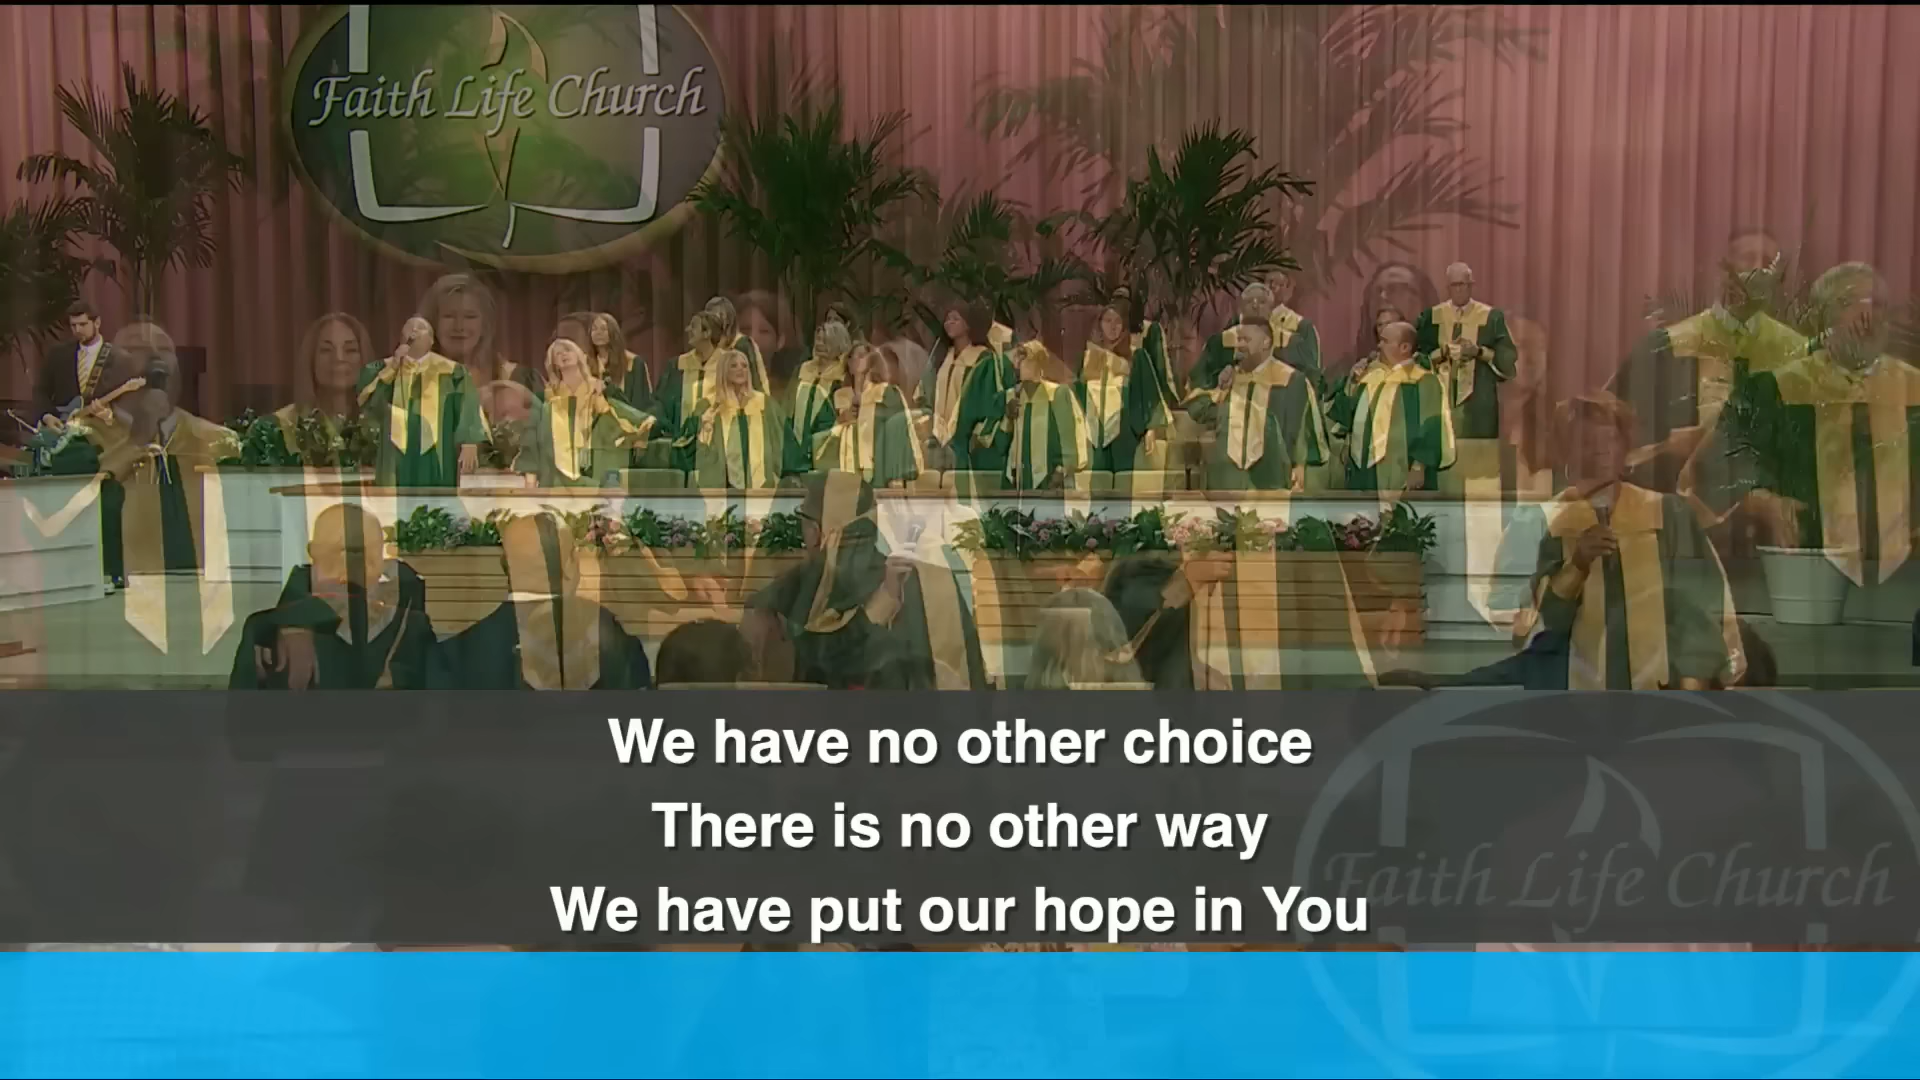 Faith Life Church
We have no other choice
There is no other way
We have put our hope in You
Faith Life Church